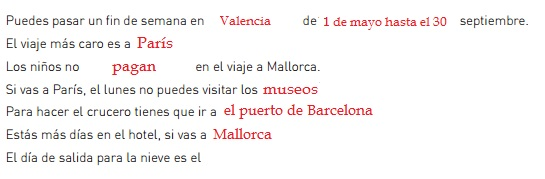 Puedes pasar un fin de semana en Valencia de 1 de mayo hasta el 30 septiembre.
El viaje más caro es a París
Los niños no pagan en el viaje a Mallorca.
Si vas a París, el lunes no puedes visitar los museos
Para hacer el crucero tienes que ir a el puerto de Barcelona
Estás más días en el hotel, si vas a Mallorca
El día de salida para la nieve es el